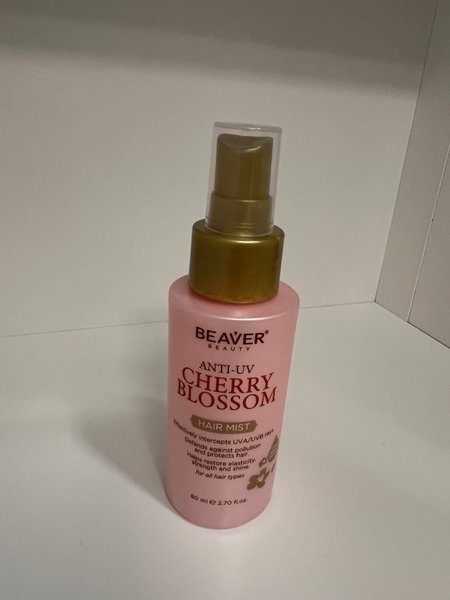 BEAVER®
BEAUTY
ANTI-UV
CHERRY
BLOSSOM
HAIR MIST
Effectively intercepts UVA/UVB
Defends against pollution
and protects hair.
Helps restore elasticity,
strength and shine.
for all hair types
80 ml ℮ 2.70 fl.oz.